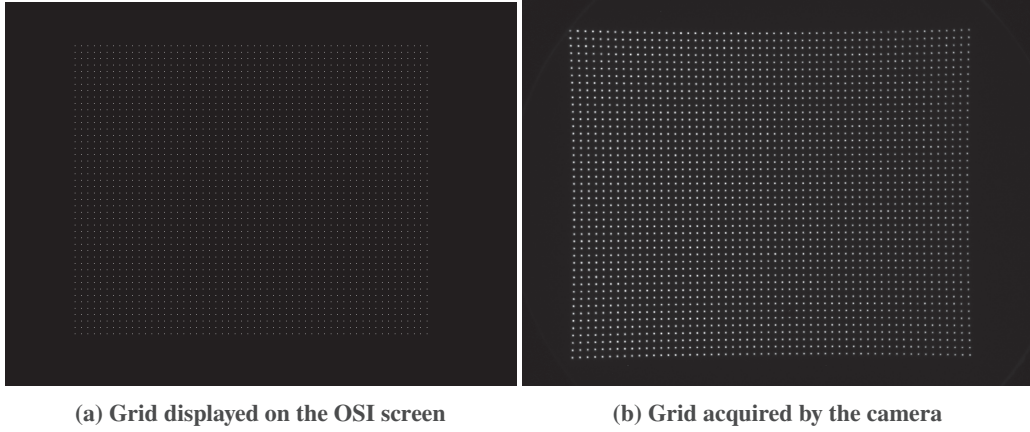 (a) Grid displayed on the OSI screen
(b) Grid acquired by the camera